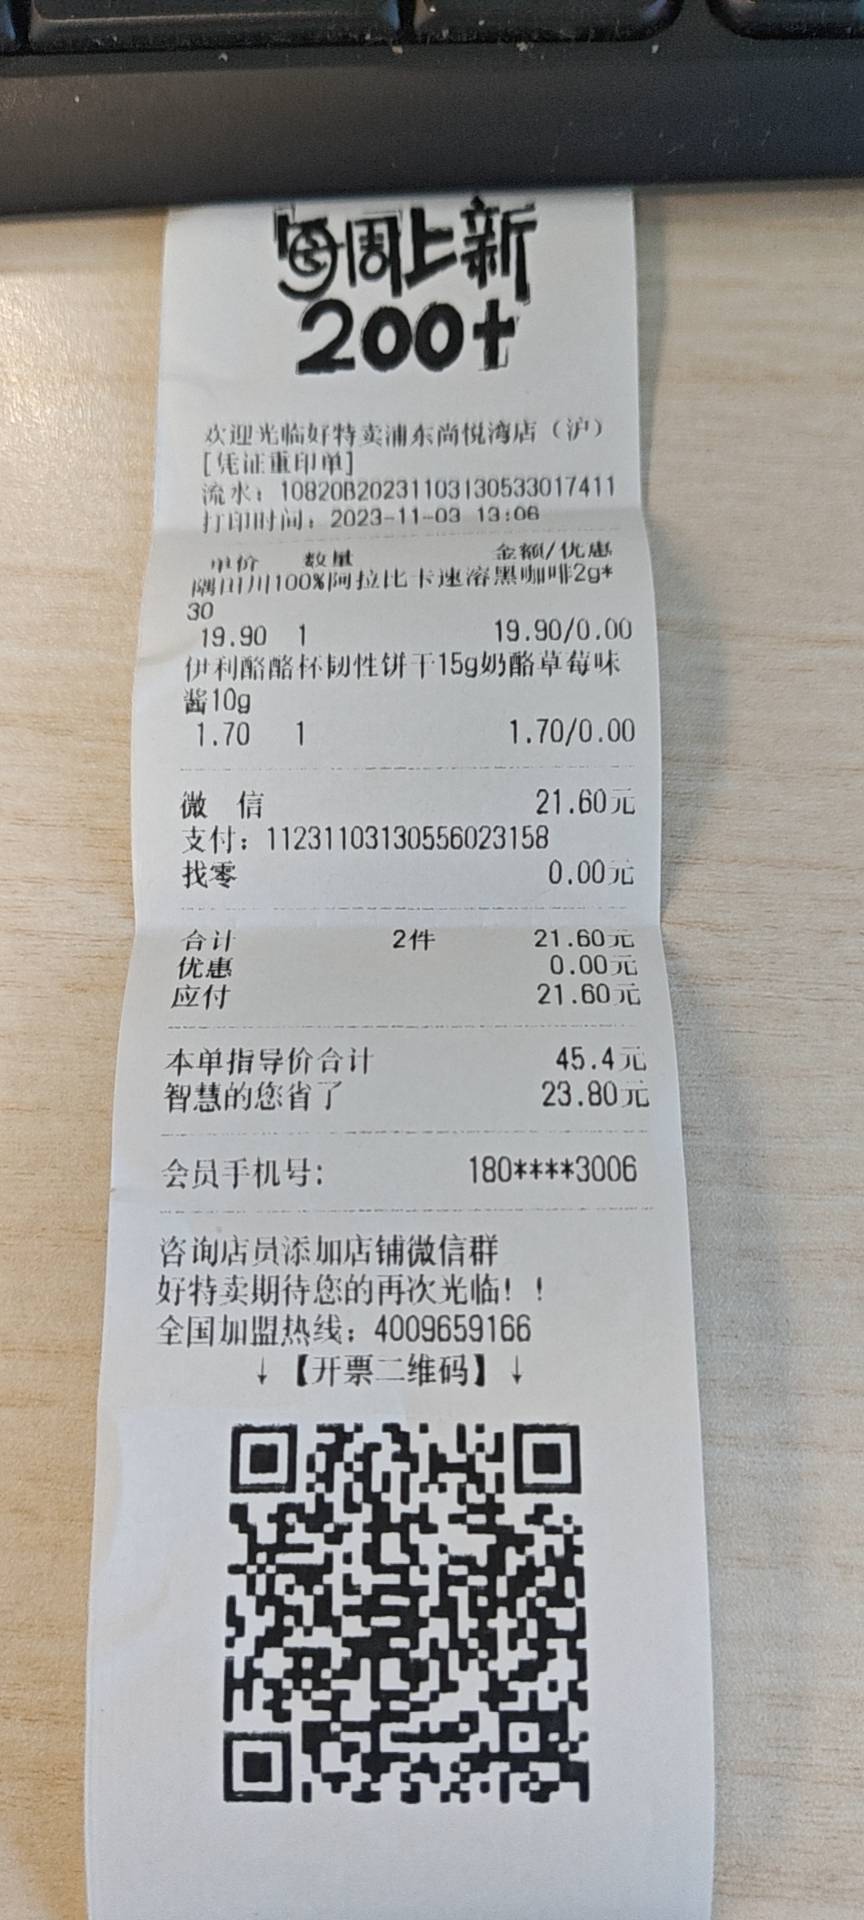 每周上新
200+
欢迎光临好特卖浦东尚悦湾店（沪）
[凭证重印单]
流水：10820B20231103130533017411
打印时间：2023-11-03 13:06
单价 数量 金额/优惠
隅田川100%阿拉比卡速溶黑咖啡2g*
30
19.90 1 19.90/0.00
伊利酪酪杯韧性饼干15g奶酪草莓味
酱10g
1.70 1 1.70/0.00
微 信 21.60元
支付：11231103130556023158
找零 0.00元
合计 2件 21.60元
优惠 0.00元
应付 21.60元
本单指导价合计 45.4元
智慧的您省了 23.80元
会员手机号: 180****3006
咨询店员添加店铺微信群
好特卖期待您的再次光临！！
全国加盟热线：4009659166
↓【开票二维码】↓